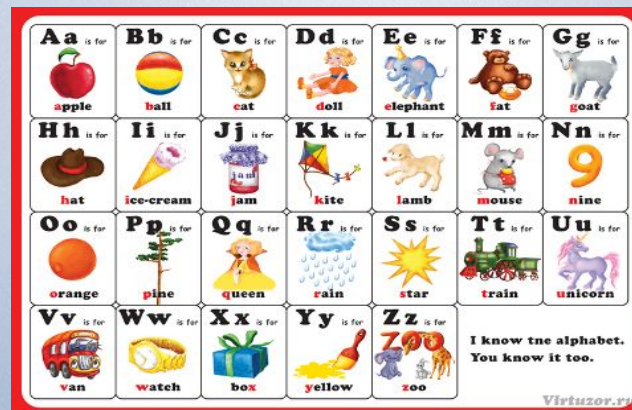 Aa is for Bb is for Cc is for Dd is for Ee is for Ff is for Gg is for
apple ball cat doll elephant fat goat
Hh is for Ii is for Jj is for Kk is for Ll is for Mm is for Nn is for
jam 9
hat ice-cream jam kite lamb mouse nine
Oo is for Pp is for Qq is for Rr is for Ss is for Tt is for Uu is for
orange pine queen rain star train unicorn
Vv is for Ww is for Xx is for Yy is for Zz is for
ZOO
I know tne alphabet.
You know it too.
van watch box yellow zoo
Virtuzor.ru